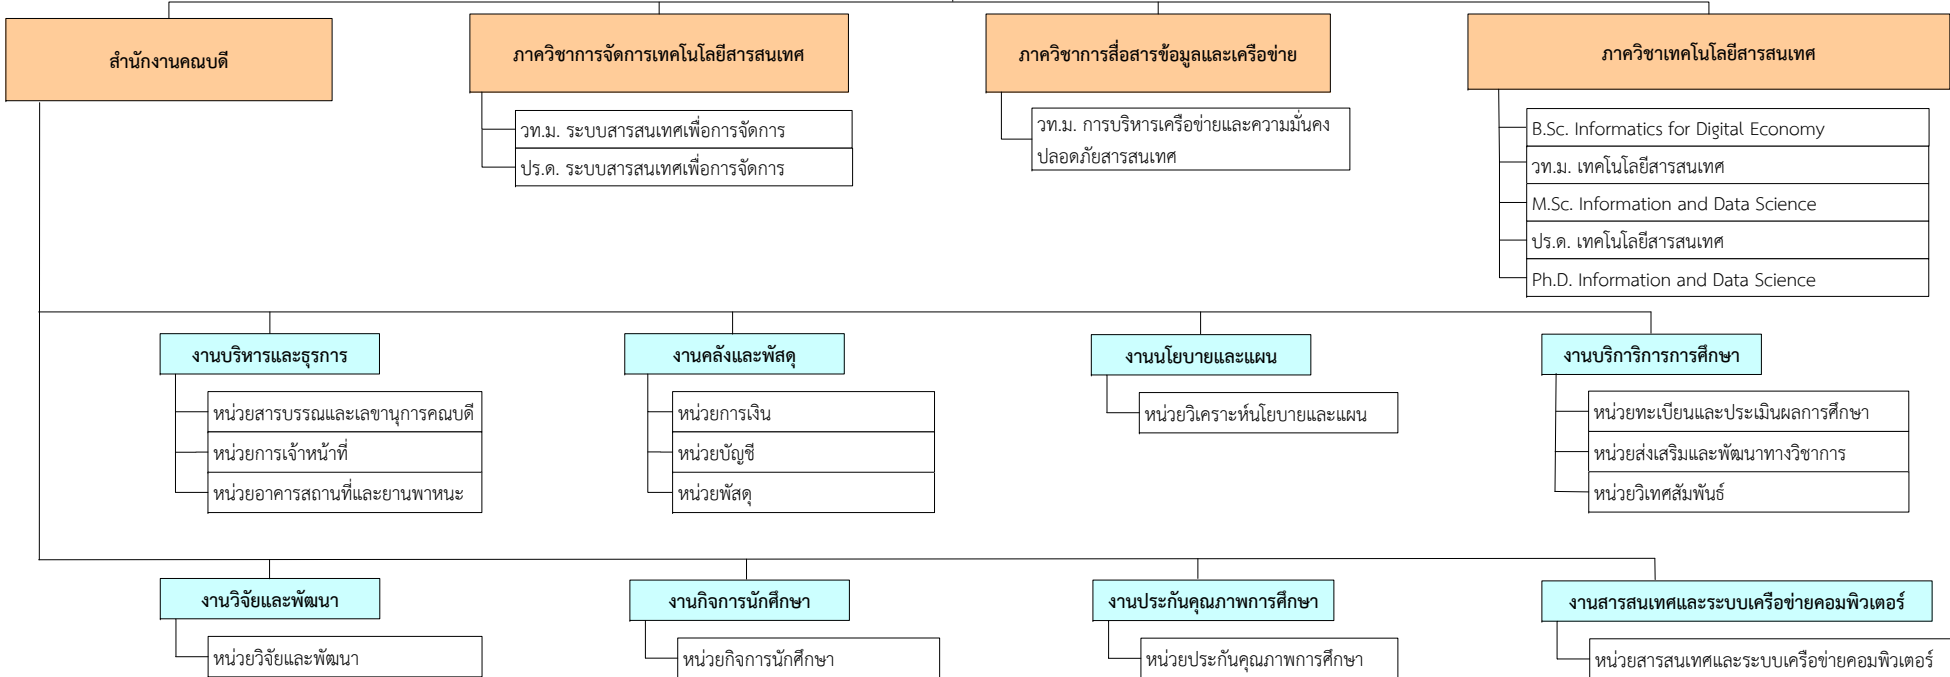 สำนักงานคณบดี
ภาควิชาการจัดการเทคโนโลยีสารสนเทศ
ภาควิชาการสื่อสารข้อมูลและเครือข่าย
ภาควิชาเทคโนโลยีสารสนเทศ
วท.ม. ระบบสารสนเทศเพื่อการจัดการ
ปร.ด. ระบบสารสนเทศเพื่อการจัดการ
วท.ม. การบริหารเครือข่ายและความมั่นคง
ปลอดภัยสารสนเทศ
B.Sc. Informatics for Digital Economy
วท.ม. เทคโนโลยีสารสนเทศ
M.Sc. Information and Data Science
ปร.ด. เทคโนโลยีสารสนเทศ
Ph.D. Information and Data Science
งานบริหารและธุรการ
งานคลังและพัสดุ
งานนโยบายและแผน
งานบริการิการการศึกษา
หน่วยสารบรรณและเลขานุการคณบดี
หน่วยการเจ้าหน้าที่
หน่วยอาคารสถานที่และยานพาหนะ
หน่วยการเงิน
หน่วยบัญชี
หน่วยพัสดุ
หน่วยวิเคราะห์นโยบายและแผน
หน่วยทะเบียนและประเมินผลการศึกษา
หน่วยส่งเสริมและพัฒนาทางวิชาการ
หน่วยวิเทศสัมพันธ์
งานวิจัยและพัฒนา
งานกิจการนักศึกษา
งานประกันคุณภาพการศึกษา
งานสารสนเทศและระบบเครือข่ายคอมพิวเตอร์
หน่วยวิจัยและพัฒนา
หน่วยกิจการนักศึกษา
หน่วยประกันคุณภาพการศึกษา
หน่วยสารสนเทศและระบบเครือข่ายคอมพิวเตอร์